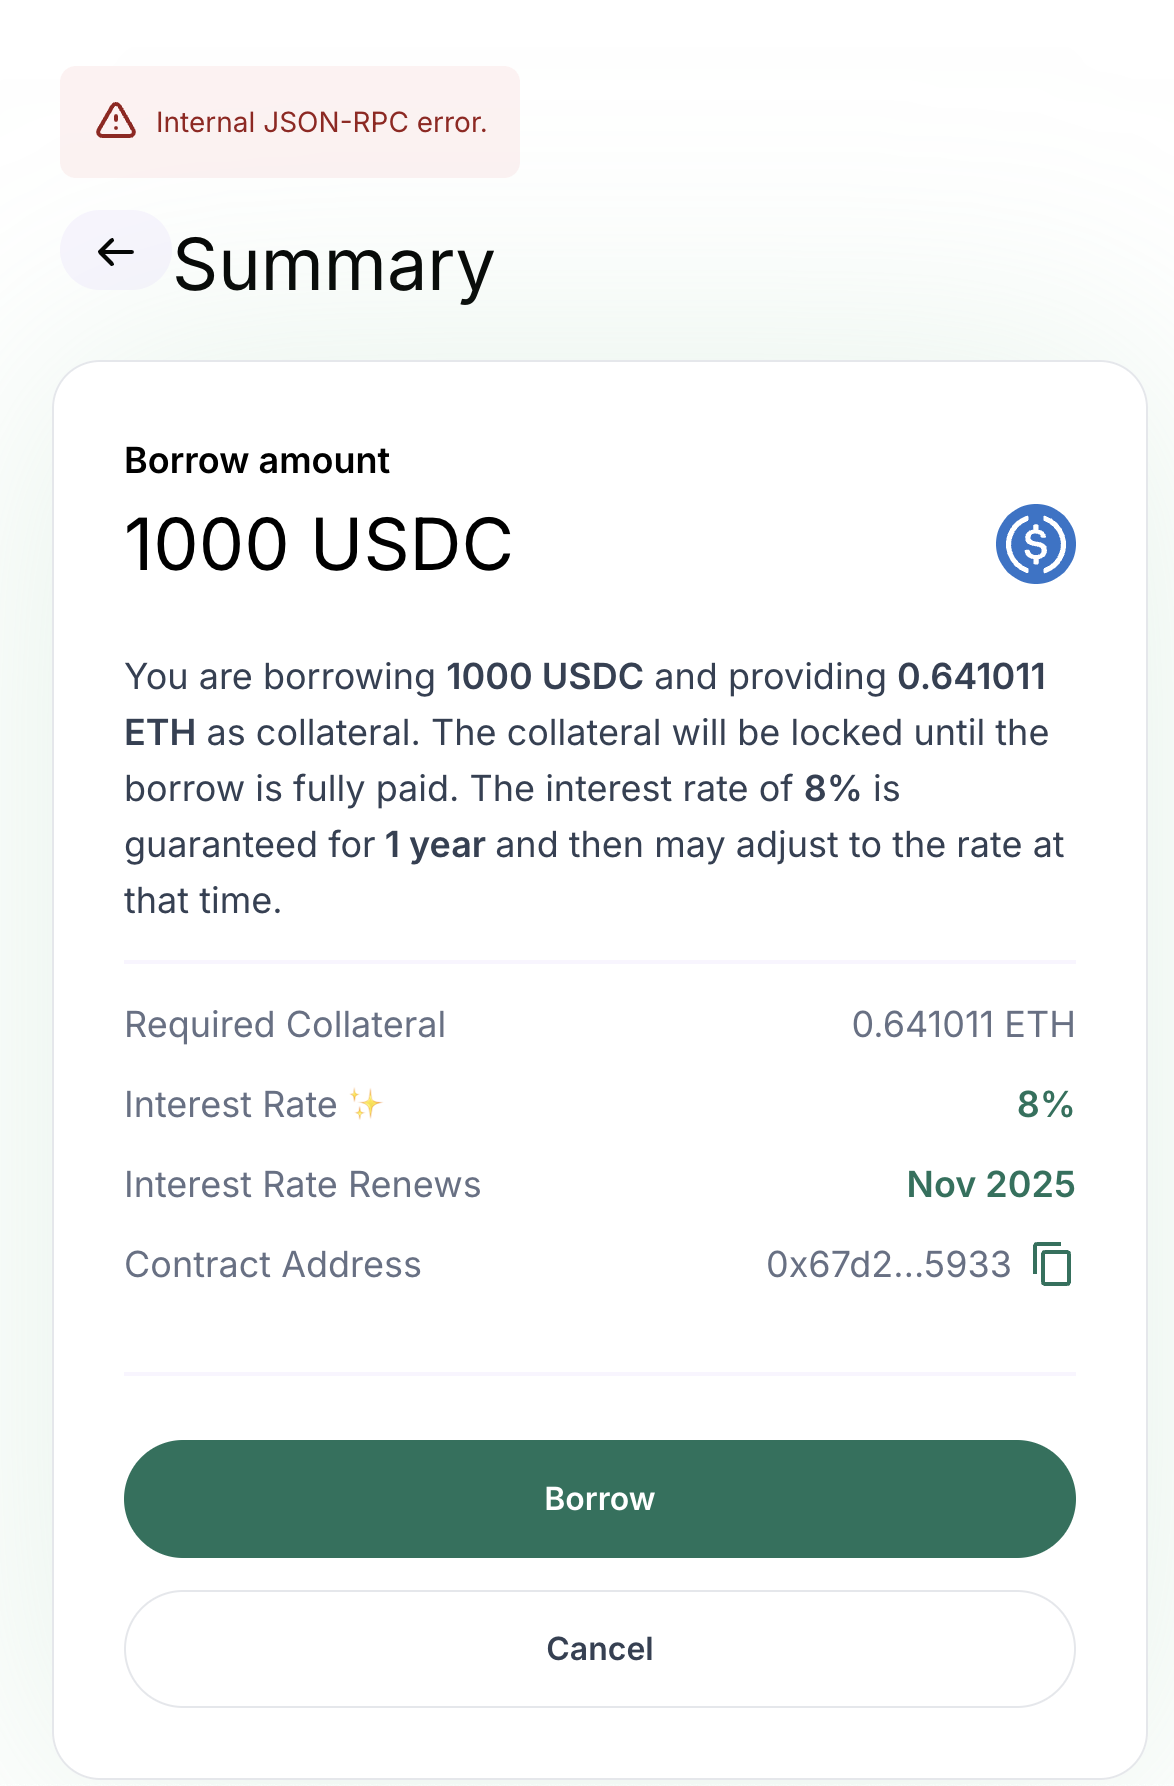 Internal JSON-RPC error.
Summary
Borrow amount
1000 USDC
You are borrowing 1000 USDC and providing 0.641011
ETH as collateral. The collateral will be locked until the
borrow is fully paid. The interest rate of 8% is
guaranteed for 1 year and then may adjust to the rate at
that time.
Required Collateral 0.641011 ETH
Interest Rate ✨ 8%
Interest Rate Renews Nov 2025
Contract Address 0x67d2...5933
Borrow
Cancel